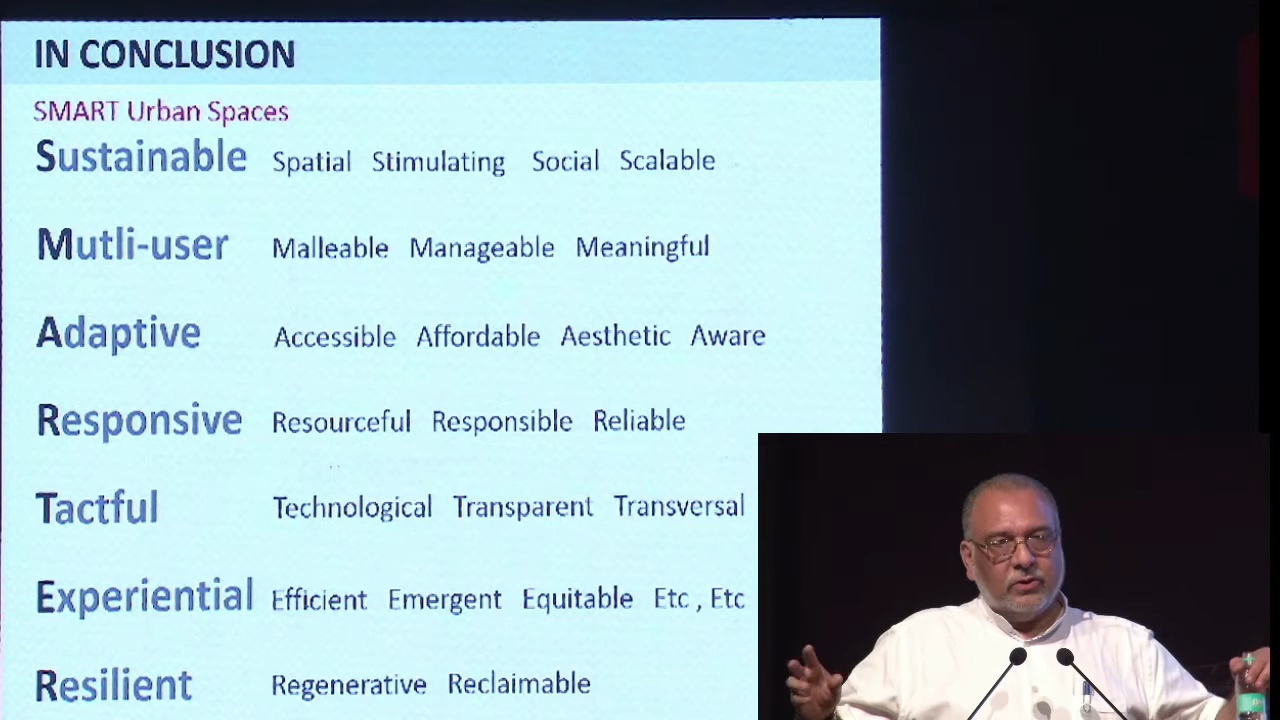 IN CONCLUSION
SMART Urban Spaces
Sustainable Spatial Stimulating Social Scalable
Mutli-user Malleable Manageable Meaningful
Adaptive Accessible Affordable Aesthetic Aware
Responsive Resourceful Responsible Reliable
Tactful Technological Transparent Transversal
Experiential Efficient Emergent Equitable Etc , Etc
Resilient Regenerative Reclaimable